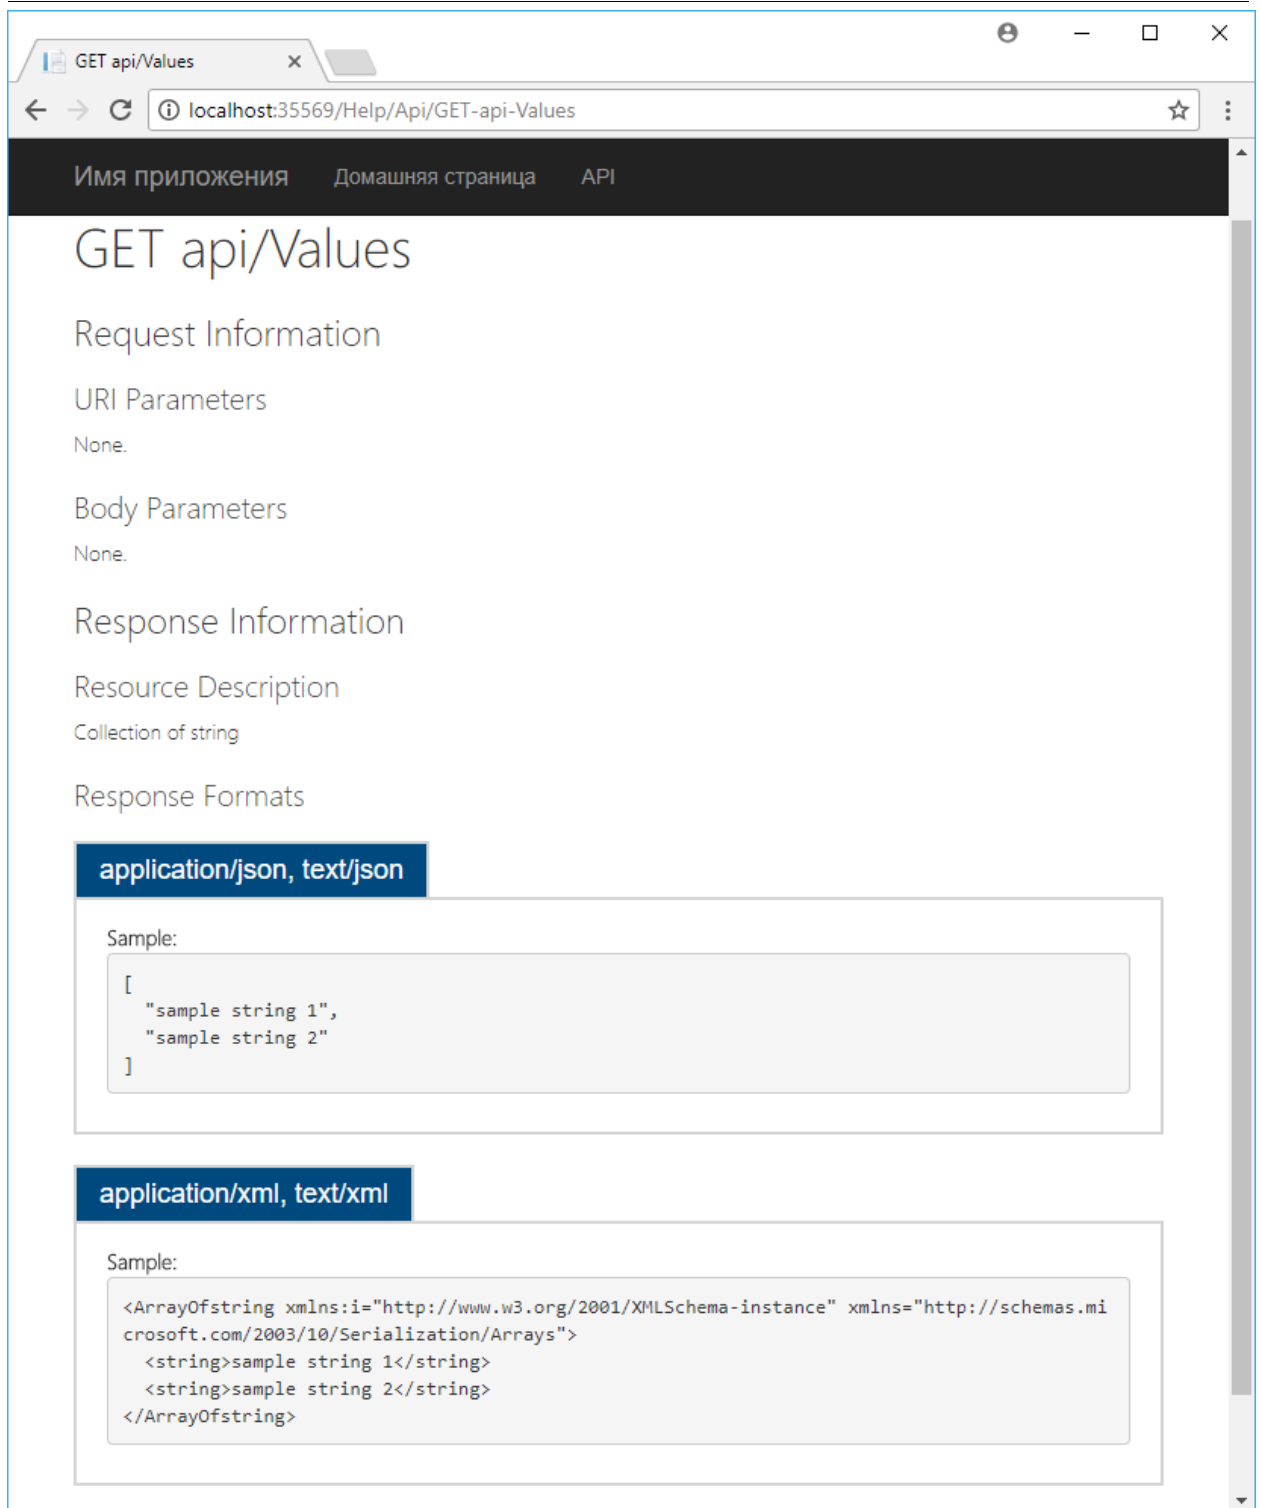 GET api/Values
localhost:35569/Help/Api/GET-api-Values
Имя приложения Домашняя страница API
GET api/Values
Request Information
URI Parameters
None.
Body Parameters
None.
Response Information
Resource Description
Collection of string
Response Formats
application/json, text/json
Sample:
[
  "sample string 1",
  "sample string 2"
]
application/xml, text/xml
Sample:
<ArrayOfstring xmlns:i="http://www.w3.org/2001/XMLSchema-instance" xmlns="http://schemas.mi
crosoft.com/2003/10/Serialization/Arrays">
  <string>sample string 1</string>
  <string>sample string 2</string>
</ArrayOfstring>